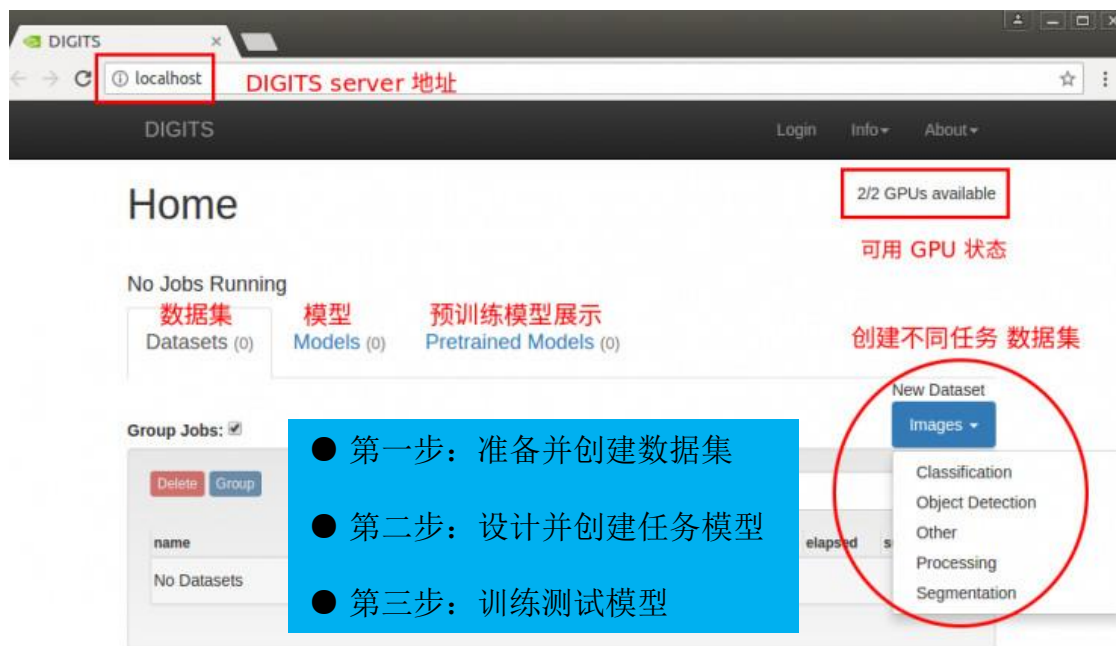 DIGITS
localhost
DIGITS server 地址
DIGITS
Login Info About
Home
2/2 GPUs available
可用 GPU 状态
No Jobs Running
数据集 模型 预训练模型展示
Datasets (0) Models (0) Pretrained Models (0)
创建不同任务 数据集
New Dataset
Images
Group Jobs:
Classification
Object Detection
Other
Processing
Segmentation
Delete Group
name elapsed
No Datasets
● 第一步：准备并创建数据集
● 第二步：设计并创建任务模型
● 第三步：训练测试模型